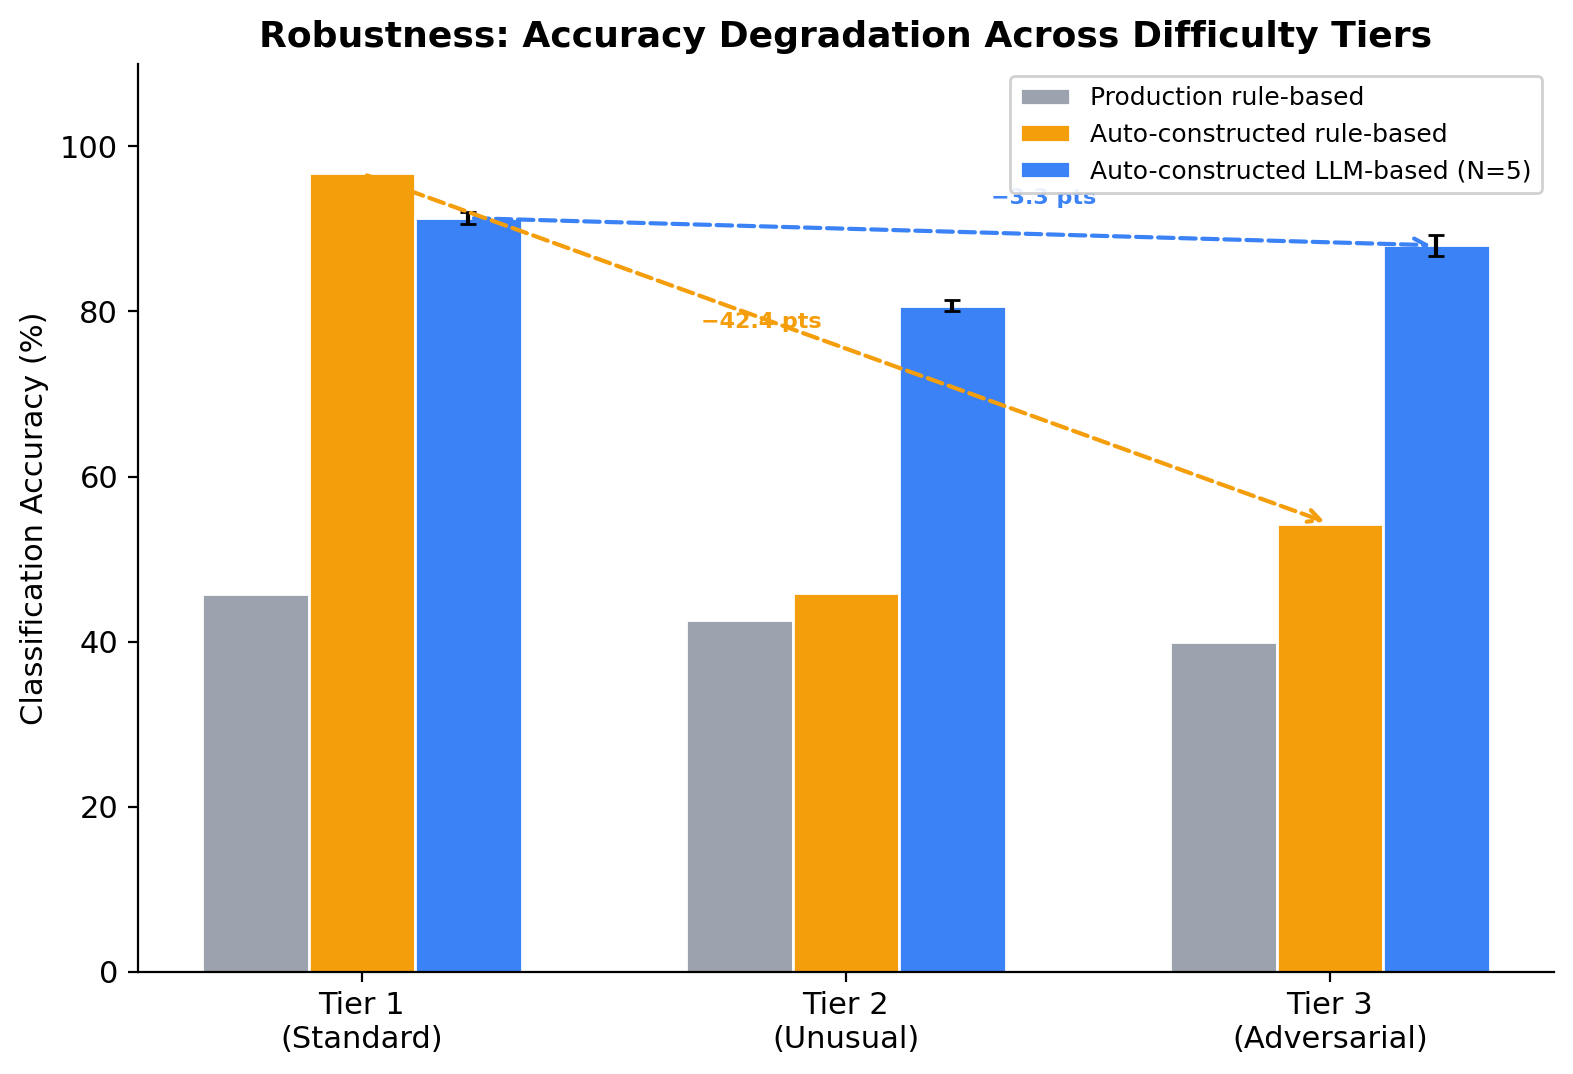 Robustness: Accuracy Degradation Across Difficulty Tiers
Production rule-based
Auto-constructed rule-based
Auto-constructed LLM-based (N=5)
−3.3 pts
−42.4 pts
Classification Accuracy (%)
100
80
60
40
20
0
Tier 1
(Standard)
Tier 2
(Unusual)
Tier 3
(Adversarial)